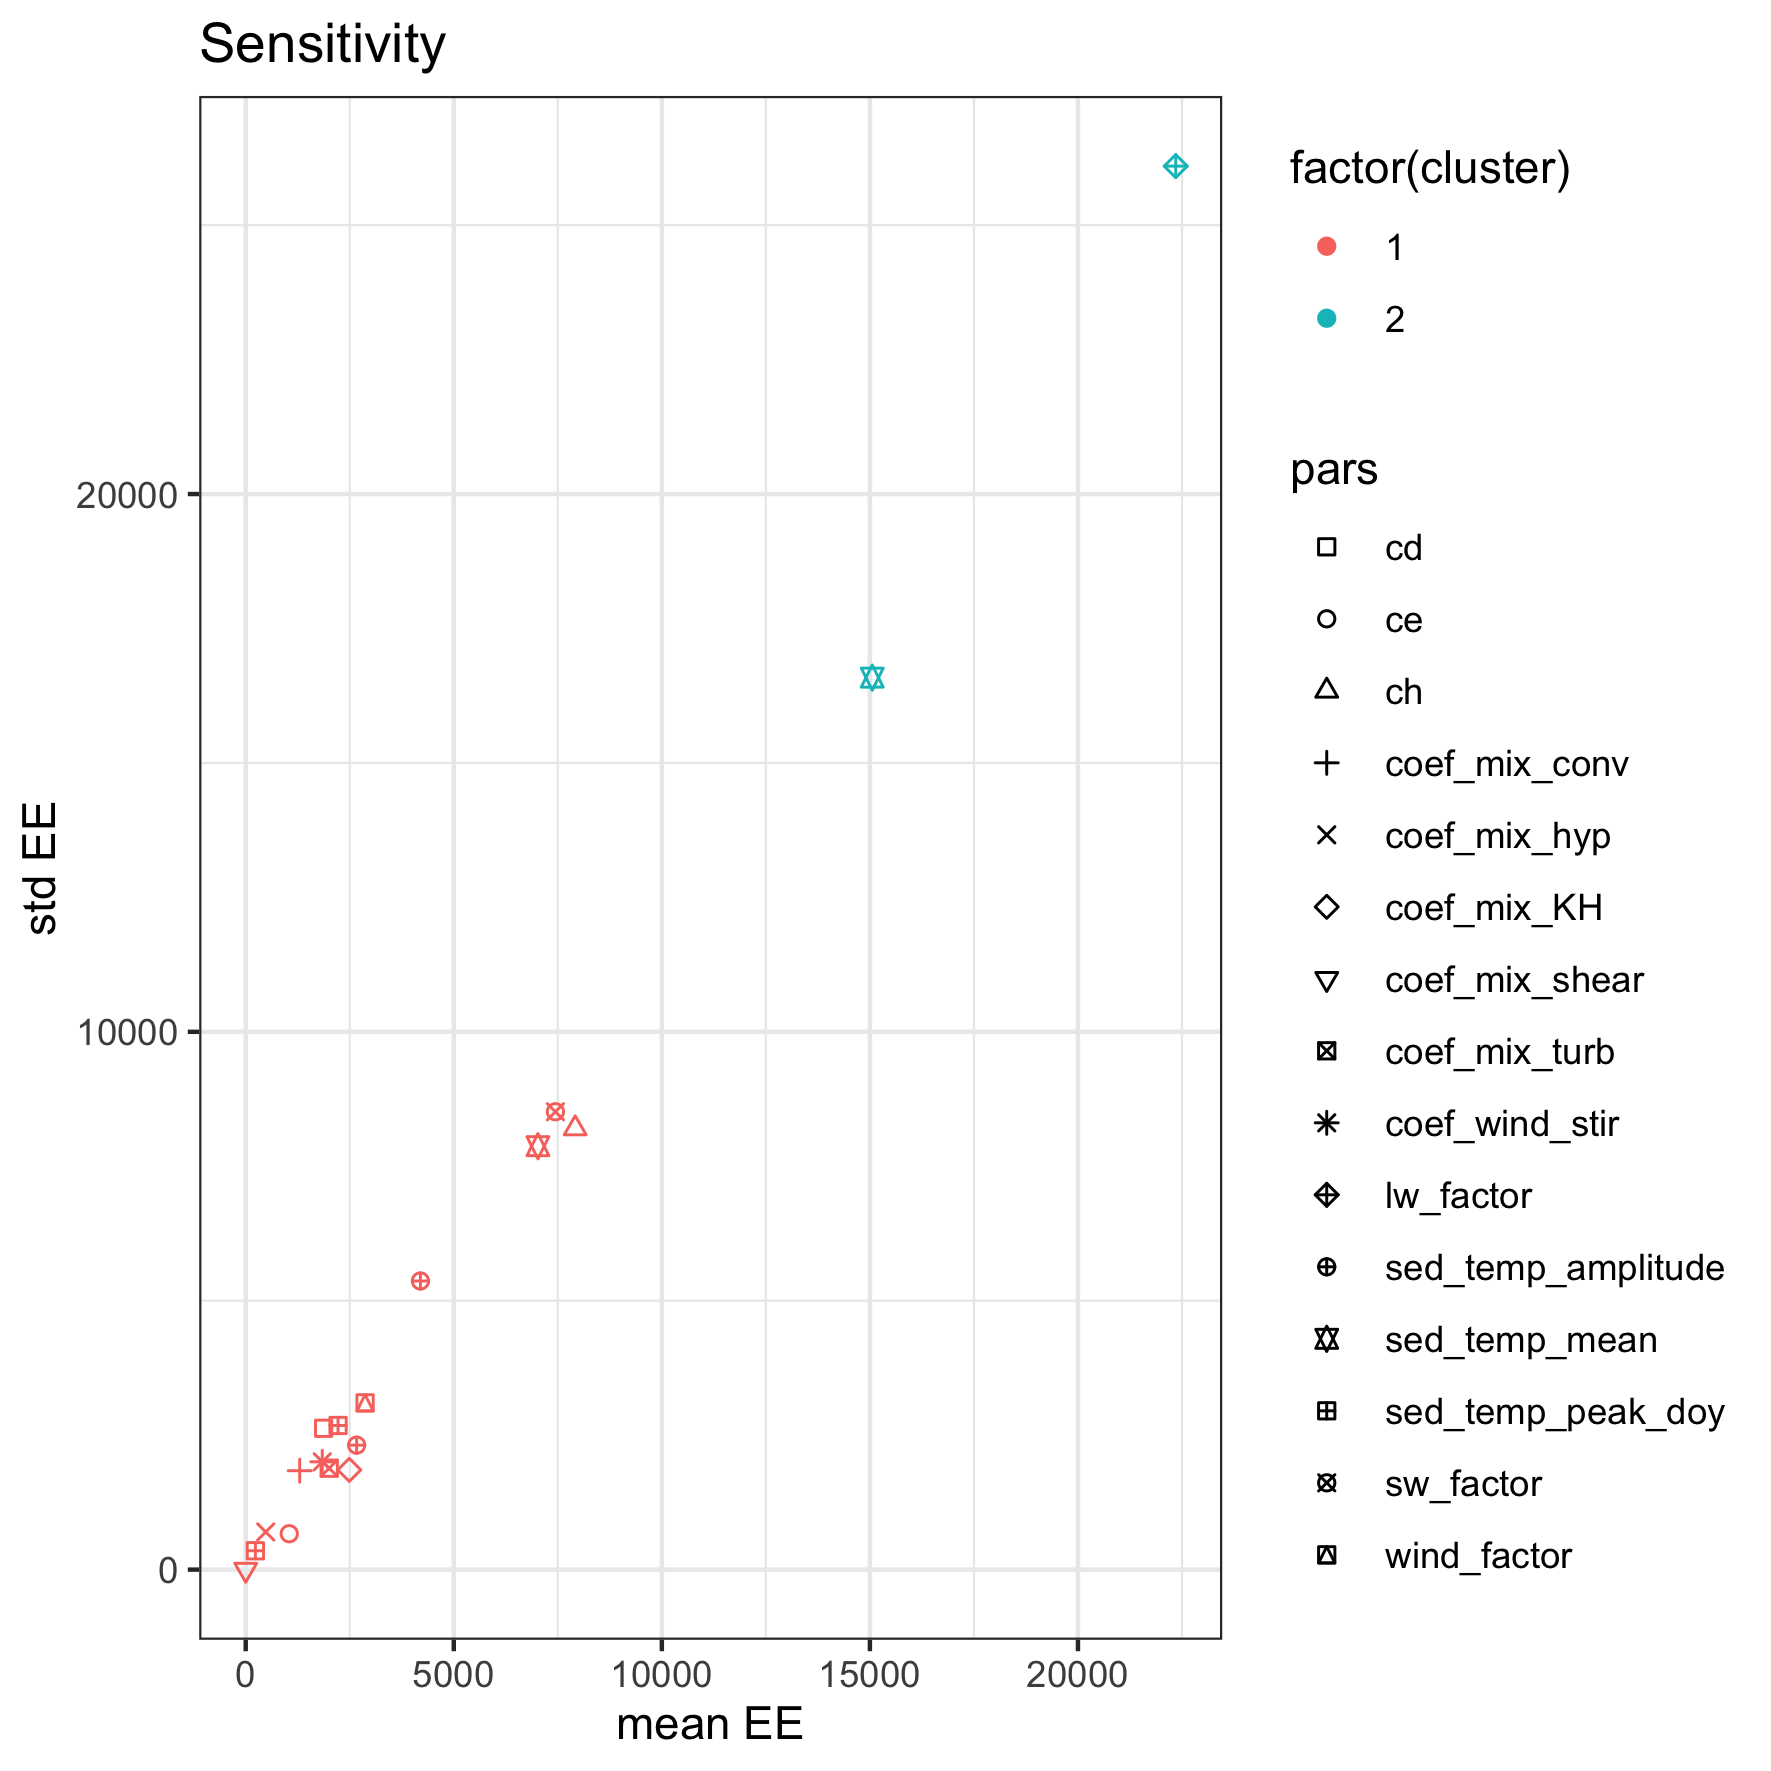 Sensitivity
std EE
20000
10000
0
0
5000
10000
15000
20000
mean EE
factor(cluster)
1
2
pars
cd
ce
ch
coef_mix_conv
coef_mix_hyp
coef_mix_KH
coef_mix_shear
coef_mix_turb
coef_wind_stir
lw_factor
sed_temp_amplitude
sed_temp_mean
sed_temp_peak_doy
sw_factor
wind_factor